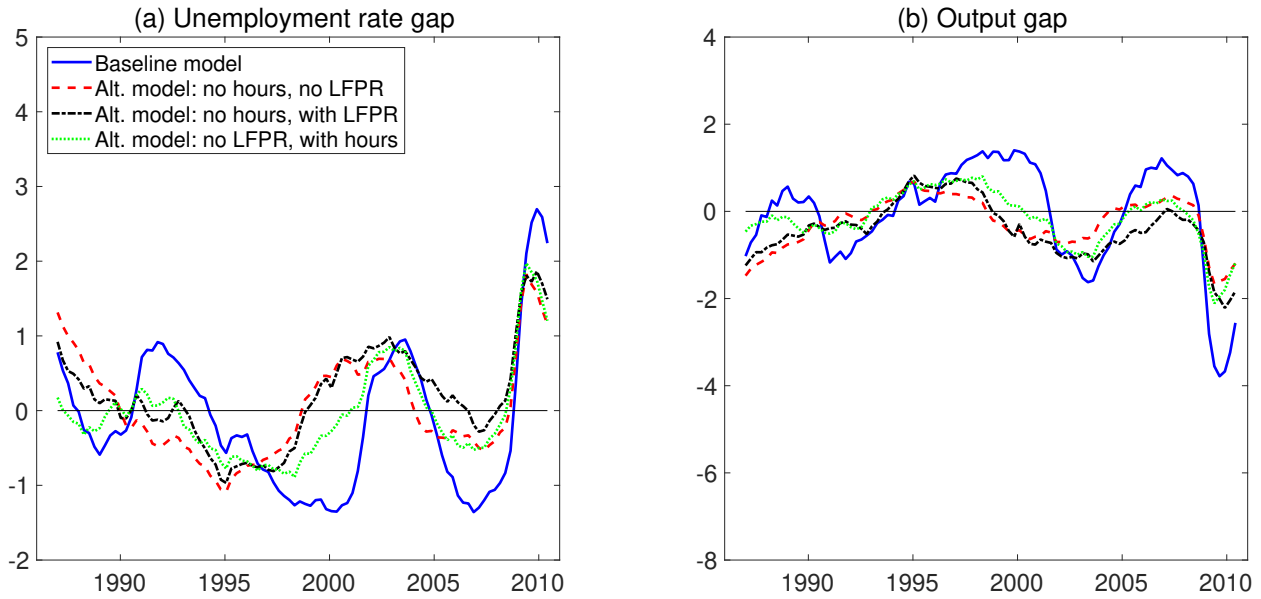 (a) Unemployment rate gap
5
4
3
2
1
0
-1
-2
1990 1995 2000 2005 2010
Baseline model
Alt. model: no hours, no LFPR
Alt. model: no hours, with LFPR
Alt. model: no LFPR, with hours
(b) Output gap
4
2
0
-2
-4
-6
-8
1990 1995 2000 2005 2010